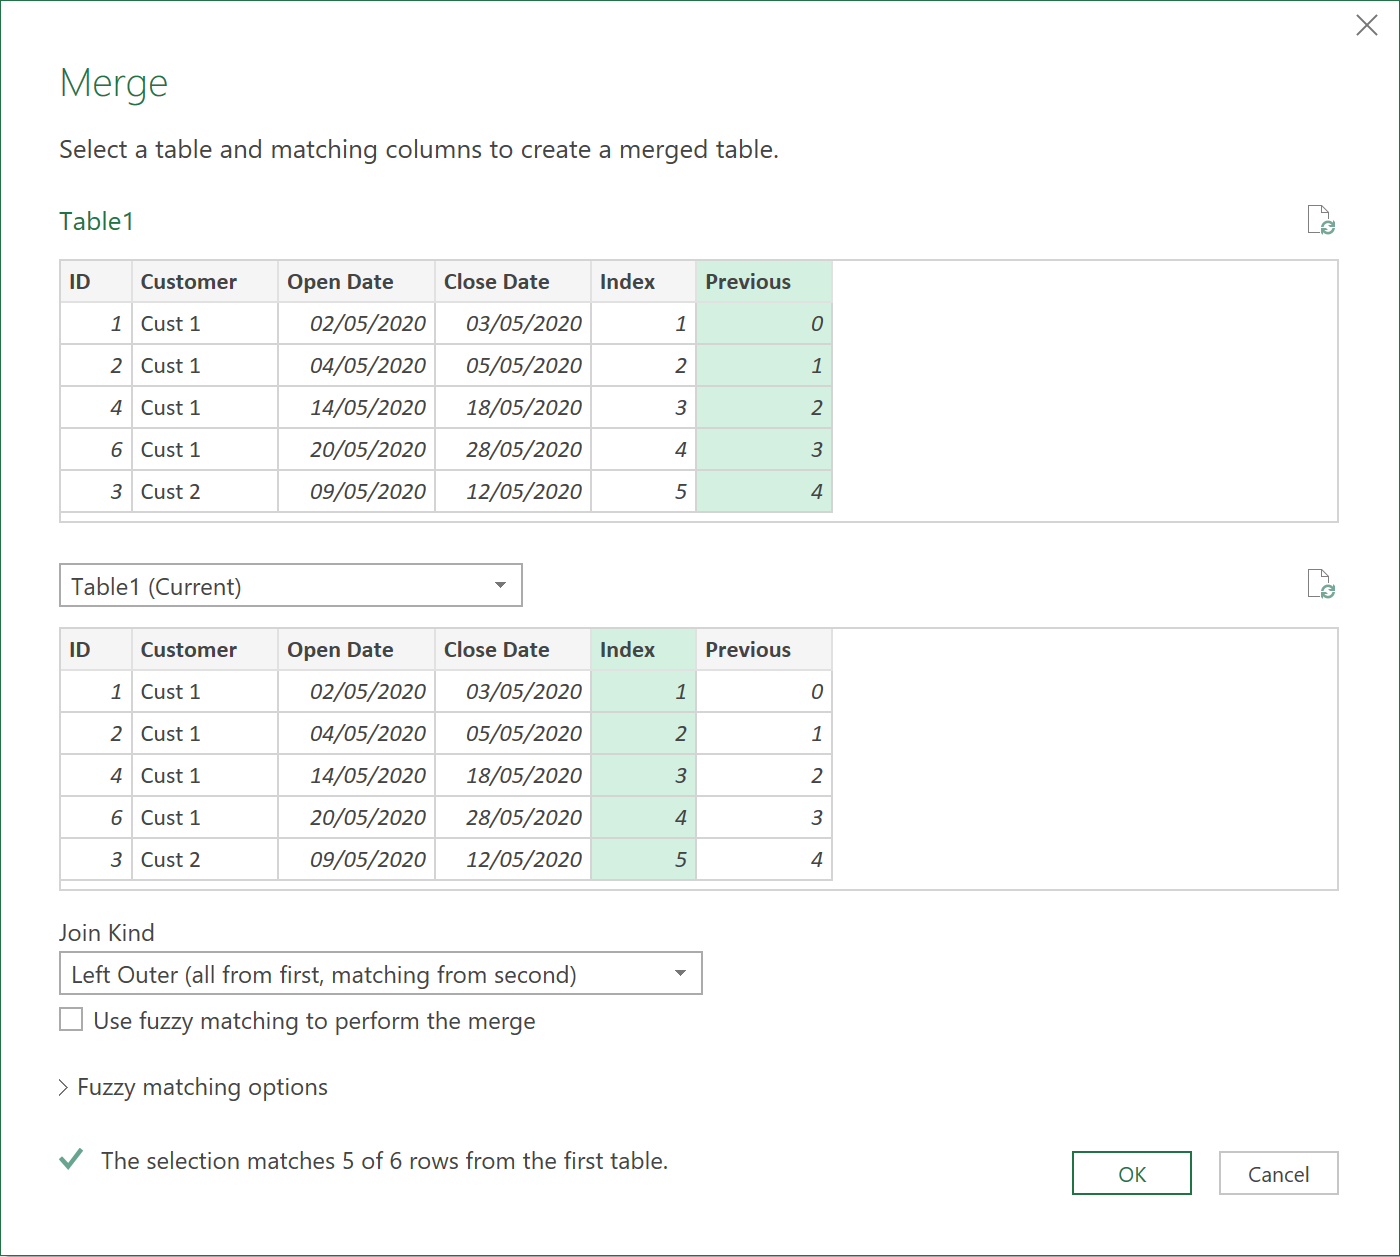 Merge
Select a table and matching columns to create a merged table.
Table1
ID Customer Open Date Close Date Index Previous
1 Cust 1 02/05/2020 03/05/2020 1 0
2 Cust 1 04/05/2020 05/05/2020 2 1
4 Cust 1 14/05/2020 18/05/2020 3 2
6 Cust 1 20/05/2020 28/05/2020 4 3
3 Cust 2 09/05/2020 12/05/2020 5 4
Table1 (Current)
ID Customer Open Date Close Date Index Previous
1 Cust 1 02/05/2020 03/05/2020 1 0
2 Cust 1 04/05/2020 05/05/2020 2 1
4 Cust 1 14/05/2020 18/05/2020 3 2
6 Cust 1 20/05/2020 28/05/2020 4 3
3 Cust 2 09/05/2020 12/05/2020 5 4
Join Kind
Left Outer (all from first, matching from second)
Use fuzzy matching to perform the merge
Fuzzy matching options
The selection matches 5 of 6 rows from the first table.
OK Cancel